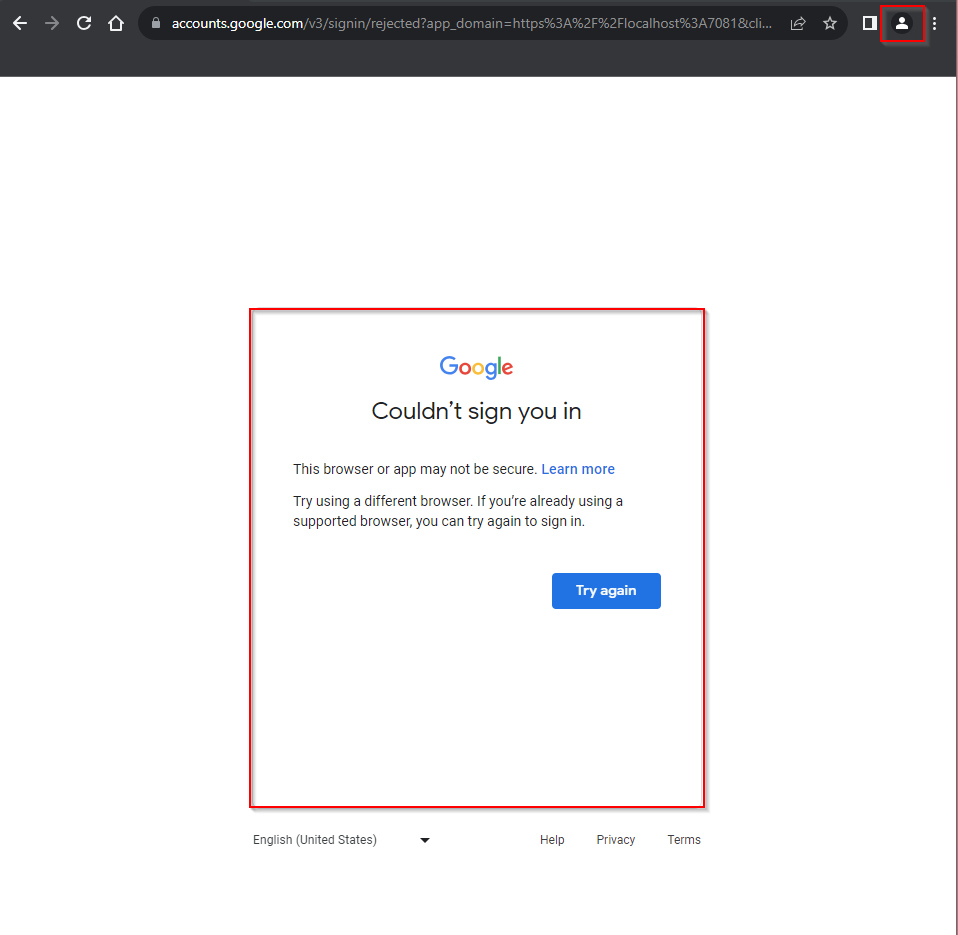 accounts.google.com/v3/signin/rejected?app_domain=https%3A%2F%2Flocalhost%3A7081&cli...
Google
Couldn’t sign you in
This browser or app may not be secure. Learn more
Try using a different browser. If you’re already using a
supported browser, you can try again to sign in.
Try again
English (United States) Help Privacy Terms